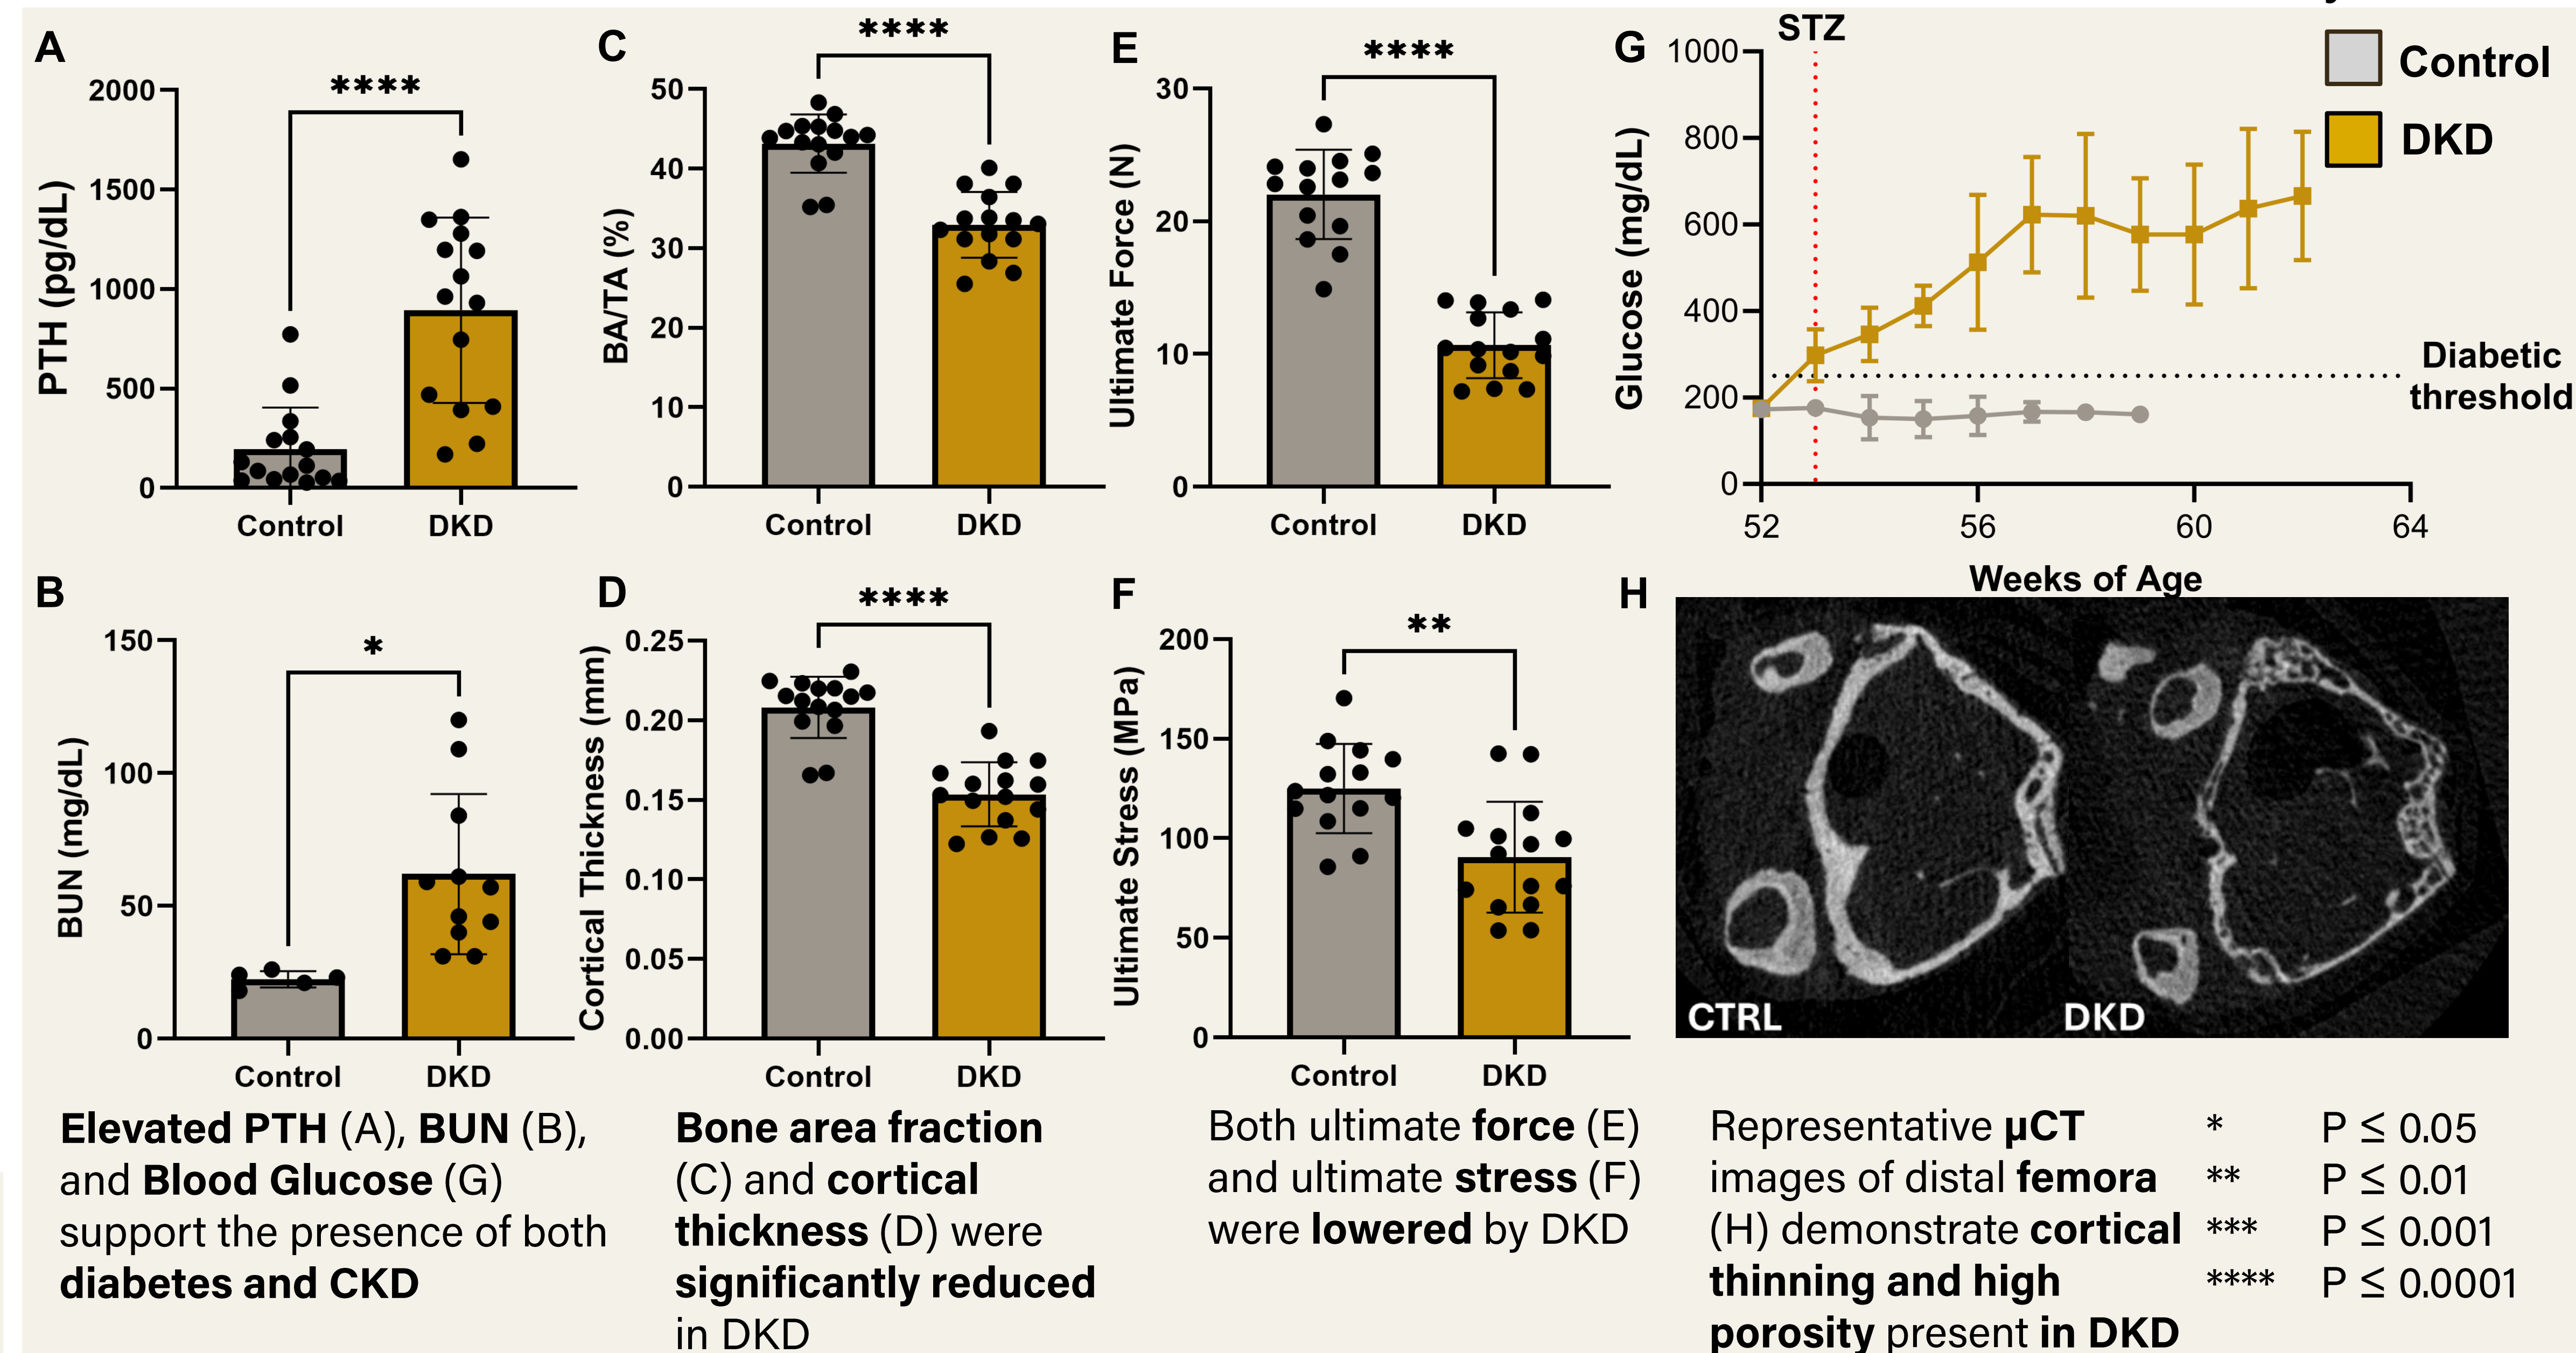 A
****
2000
1500
1000
500
0
PTH (pg/dL)
Control
DKD
C
****
50
40
30
20
10
0
BA/TA (%)
Control
DKD
E
****
30
20
10
0
Ultimate Force (N)
Control
DKD
G
STZ
1000
800
600
400
200
0
Glucose (mg/dL)
Control
DKD
Diabetic
threshold
52
56
60
64
Weeks of Age
B
*
150
100
50
0
BUN (mg/dL)
Control
DKD
D
****
0.25
0.20
0.15
0.10
0.05
0.00
Cortical Thickness (mm)
Control
DKD
F
**
200
150
100
50
0
Ultimate Stress (MPa)
Control
DKD
H
CTRL
DKD
Elevated PTH (A), BUN (B),
and Blood Glucose (G)
support the presence of both
diabetes and CKD
Bone area fraction
(C) and cortical
thickness (D) were
significantly reduced
in DKD
Both ultimate force (E)
and ultimate stress (F)
were lowered by DKD
Representative µCT
images of distal femora
(H) demonstrate cortical
thinning and high
porosity present in DKD
* P ≤ 0.05
** P ≤ 0.01
*** P ≤ 0.001
**** P ≤ 0.0001